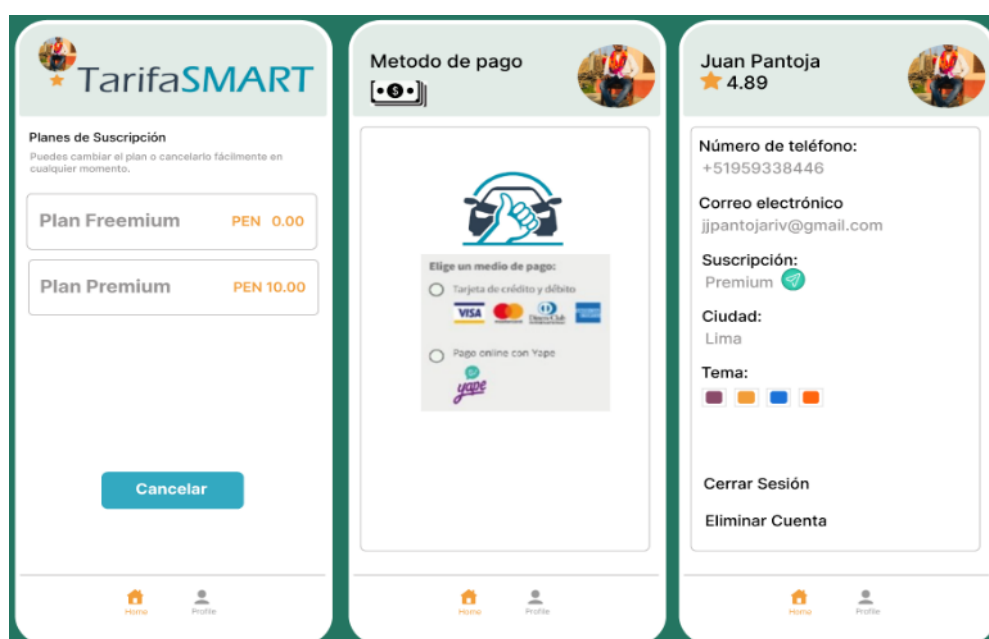 TarifaSMART
Planes de Suscripción
Puedes cambiar el plan o cancelarlo fácilmente en
cualquier momento.
Plan Freemium PEN 0.00
Plan Premium PEN 10.00
Cancelar
Home Profile
Metodo de pago
Elige un medio de pago:
Tarjeta de crédito y débito
VISA Diners Club
Pago online con Yape
yape
Home Profile
Juan Pantoja
4.89
Número de teléfono:
+51959338446
Correo electrónico
jjpantojariv@gmail.com
Suscripción:
Premium
Ciudad:
Lima
Tema:
Cerrar Sesión
Eliminar Cuenta
Home Profile